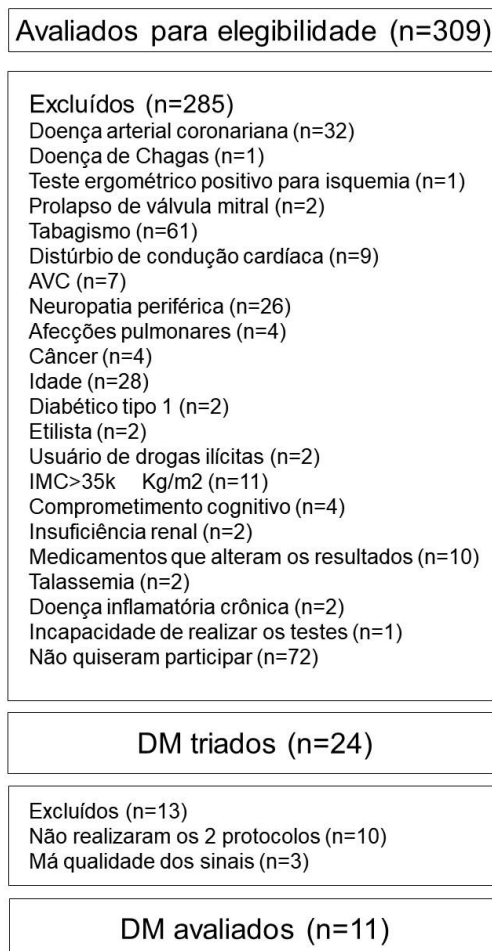 Avaliados para elegibilidade (n=309)
Excluídos (n=285)
Doença arterial coronariana (n=32)
Doença de Chagas (n=1)
Teste ergométrico positivo para isquemia (n=1)
Prolapso de válvula mitral (n=2)
Tabagismo (n=61)
Distúrbio de condução cardíaca (n=9)
AVC (n=7)
Neuropatia periférica (n=26)
Afecções pulmonares (n=4)
Câncer (n=4)
Idade (n=28)
Diabético tipo 1 (n=2)
Etilista (n=2)
Usuário de drogas ilícitas (n=2)
IMC>35k Kg/m2 (n=11)
Comprometimento cognitivo (n=4)
Insuficiência renal (n=2)
Medicamentos que alteram os resultados (n=10)
Talassemia (n=2)
Doença inflamatória crônica (n=2)
Incapacidade de realizar os testes (n=1)
Não quiseram participar (n=72)
DM triados (n=24)
Excluídos (n=13)
Não realizaram os 2 protocolos (n=10)
Má qualidade dos sinais (n=3)
DM avaliados (n=11)